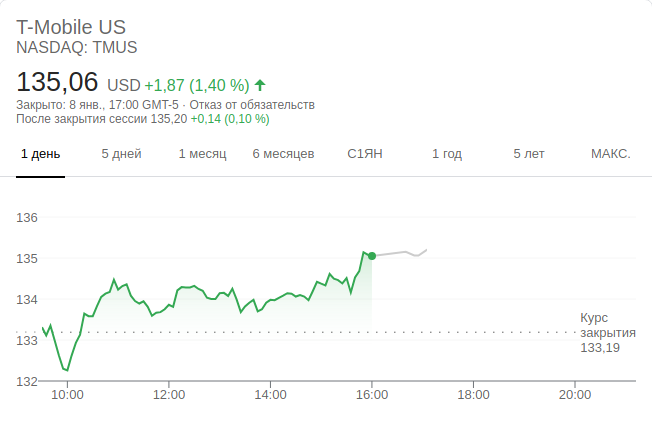 T-Mobile US
NASDAQ: TMUS
135,06 USD +1,87 (1,40 %)
Закрыто: 8 янв., 17:00 GMT-5 · Отказ от обязательств
После закрытия сессии 135,20 +0,14 (0,10 %)
1 день 5 дней 1 месяц 6 месяцев С1ЯН 1 год 5 лет МАКС.
136
135
134
133
132
Курс
закрытия
133,19
10:00 12:00 14:00 16:00 18:00 20:00